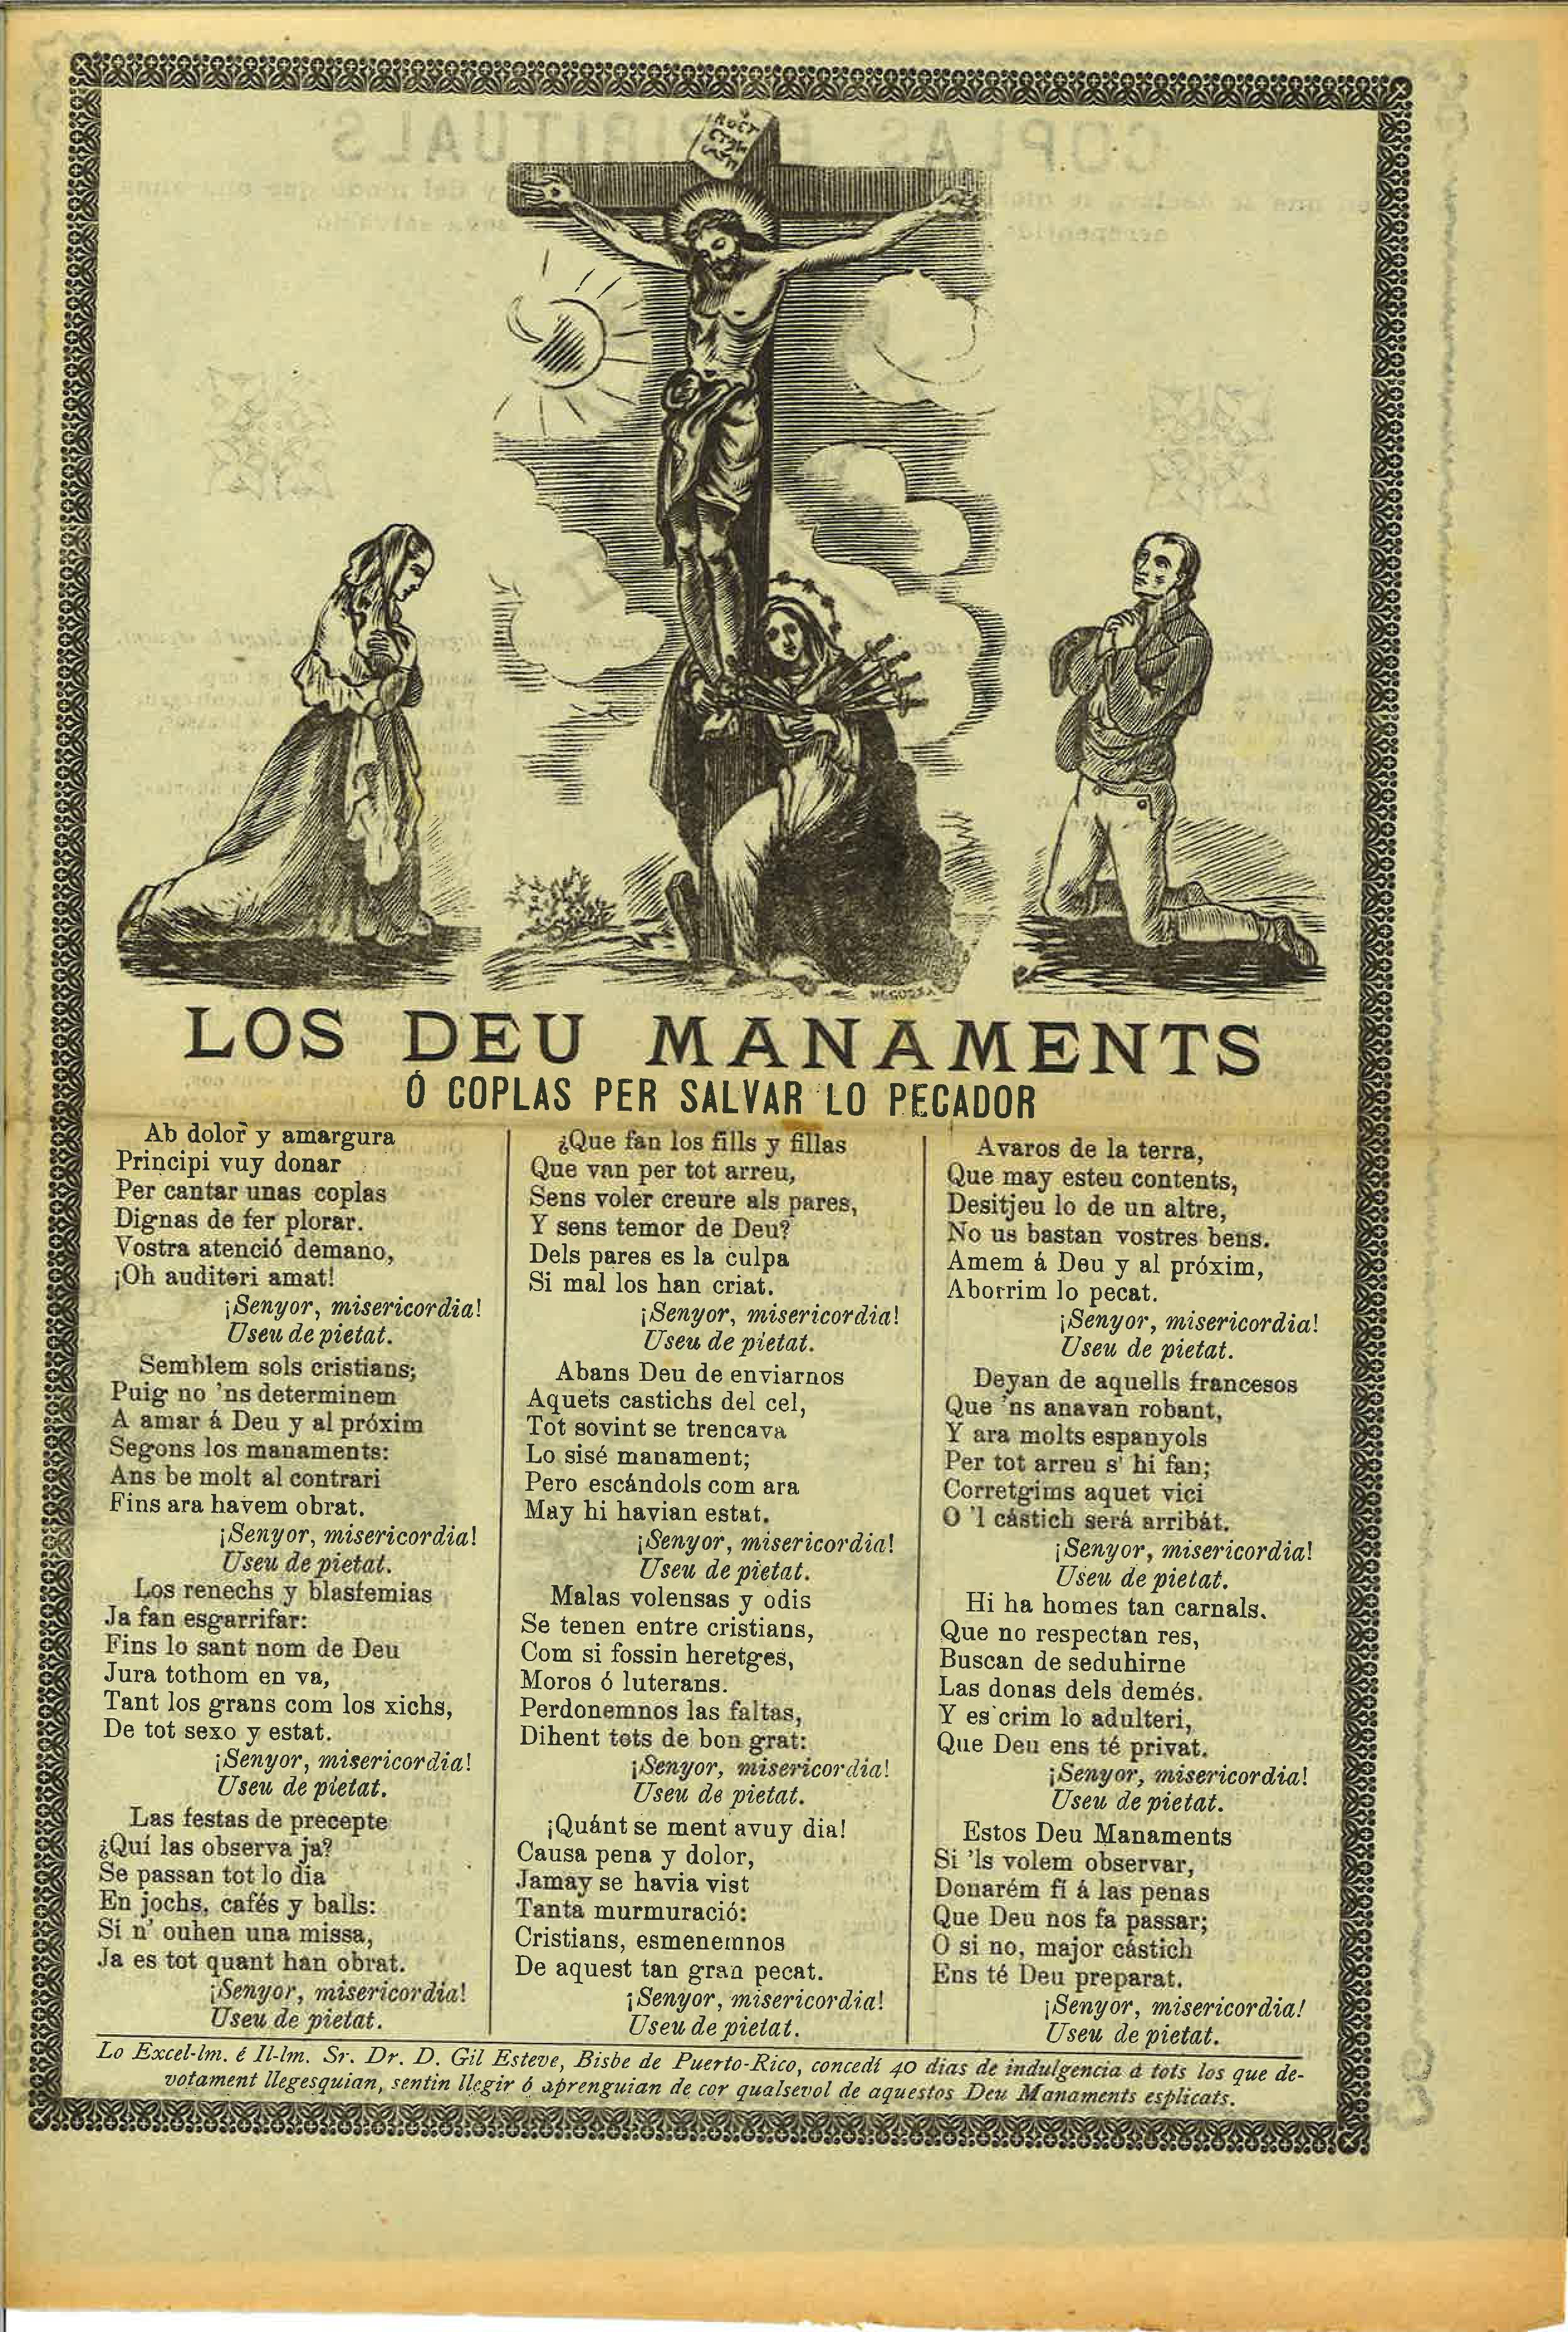 LOS DEU MANAMENTS
Ó COPLAS PER SALVAR LO PECADOR
Ab dolor y amargura
Principi vuy donar
Per cantar unas coplas
Dignas de fer plorar.
Vostra atenció demano,
¡Oh auditori amat!
¡Senyor, misericordia!
Useu de pietat.
Semblem sols cristians;
Puig no 'ns determinem
A amar á Deu y al próxim
Segons los manaments:
Ans be molt al contrari
Fins ara havem obrat.
¡Senyor, misericordia!
Useu de pietat.
Los renechs y blasfemias
Ja fan esgarrifar:
Fins lo sant nom de Deu
Jura tothom en va,
Tant los grans com los xichs,
De tot sexo y estat.
¡Senyor, misericordia!
Useu de pietat.
Las festas de precepte
¿Quí las observa ja?
Se passan tot lo dia
En jochs, cafés y balls:
Si n' ouhen una missa,
Ja es tot quant han obrat.
¡Senyor, misericordia!
Useu de pietat.
¿Que fan los fills y fillas
Que van per tot arreu,
Sens voler creure als pares,
Y sens temor de Deu?
Dels pares es la culpa
Si mal los han criat.
¡Senyor, misericordia!
Useu de pietat.
Abans Deu de enviarnos
Aquets castichs del cel,
Tot sovint se trencava
Lo sisé manament;
Pero escándols com ara
May hi havian estat.
¡Senyor, misericordia!
Useu de pietat.
Malas volensas y odis
Se tenen entre cristians,
Com si fossin heretges,
Moros ó luterans.
Perdonemnos las faltas,
Dihent tots de bon grat:
¡Senyor, misericordia!
Useu de pietat.
¡Quánt se ment avuy dia!
Causa pena y dolor,
Jamay se havia vist
Tanta murmuració:
Cristians, esmenemnos
De aquest tan gran pecat.
¡Senyor, misericordia!
Useu de pietat.
Avaros de la terra,
Que may esteu contents,
Desitjeu lo de un altre,
No us bastan vostres bens.
Amem á Deu y al próxim,
Aborrim lo pecat.
¡Senyor, misericordia!
Useu de pietat.
Deyan de aquells francesos
Que 'ns anavan robant,
Y ara molts espanyols
Per tot arreu s' hi fan;
Corretgims aquet vici
O 'l cástich será arribát.
¡Senyor, misericordia!
Useu de pietat.
Hi ha homes tan carnals.
Que no respectan res,
Buscan de seduhirne
Las donas dels demés.
Y es crim lo adulteri,
Que Deu ens té privat.
¡Senyor, misericordia!
Useu de pietat.
Estos Deu Manaments
Si 'ls volem observar,
Donarém fí á las penas
Que Deu nos fa passar;
O si no, major cástich
Ens té Deu preparat.
¡Senyor, misericordia!
Useu de pietat.
Lo Excel-lm. é Il-lm. Sr. Dr. D. Gil Esteve, Bisbe de Puerto-Rico, concedí 40 dias de indulgencia á tots los que de-
votament llegesquian, sentin llegir ó aprenguian de cor qualsevol de aquestos Deu Manaments esplicats.